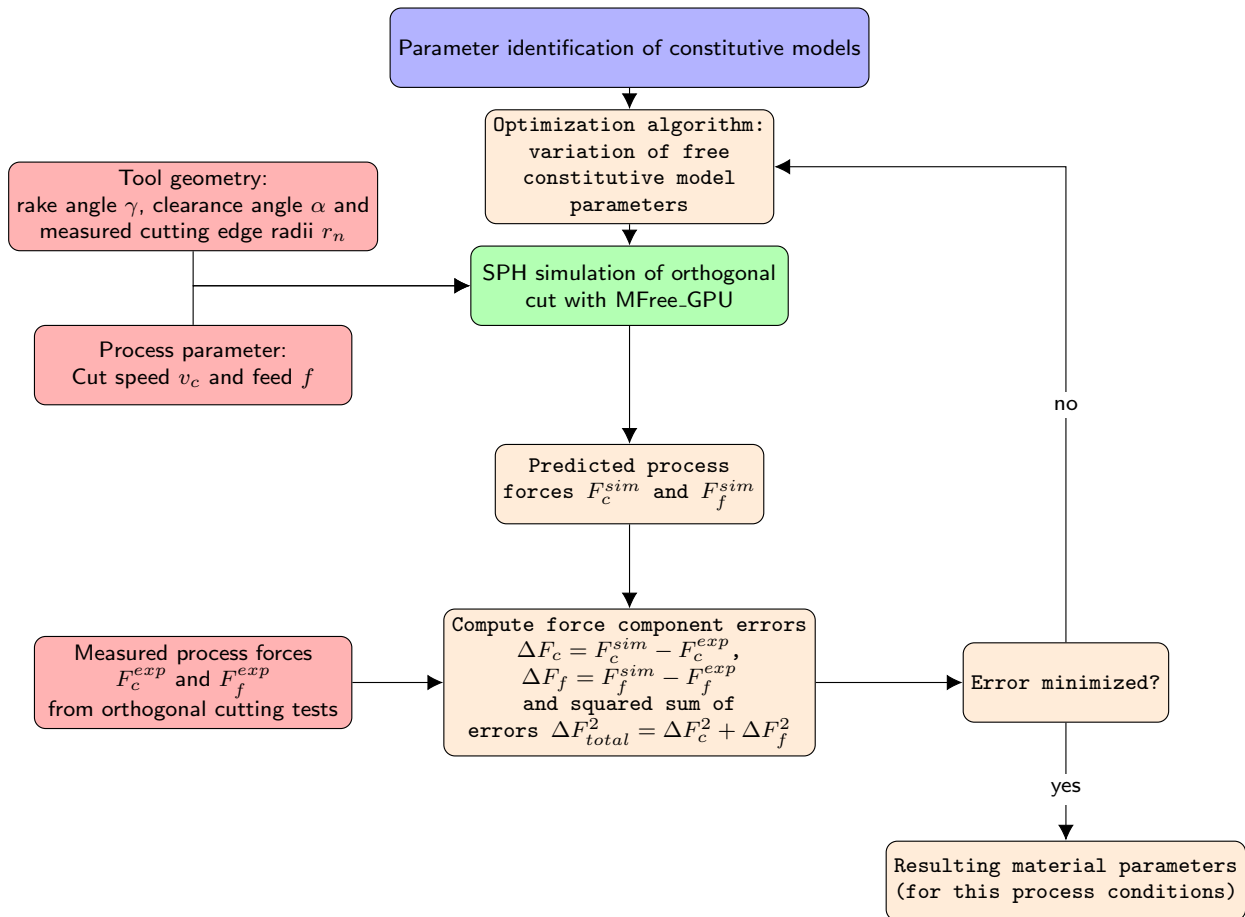 Parameter identification of constitutive models
Optimization algorithm:
variation of free
constitutive model
parameters
Tool geometry:
rake angle γ, clearance angle α and
measured cutting edge radii r_n
SPH simulation of orthogonal
cut with MFree_GPU
Process parameter:
Cut speed v_c and feed f
no
Predicted process
forces F_c^{sim} and F_f^{sim}
Measured process forces
F_c^{exp} and F_f^{exp}
from orthogonal cutting tests
Compute force component errors
ΔF_c = F_c^{sim} − F_c^{exp},
ΔF_f = F_f^{sim} − F_f^{exp}
and squared sum of
errors ΔF_{total}^2 = ΔF_c^2 + ΔF_f^2
Error minimized?
yes
Resulting material parameters
(for this process conditions)